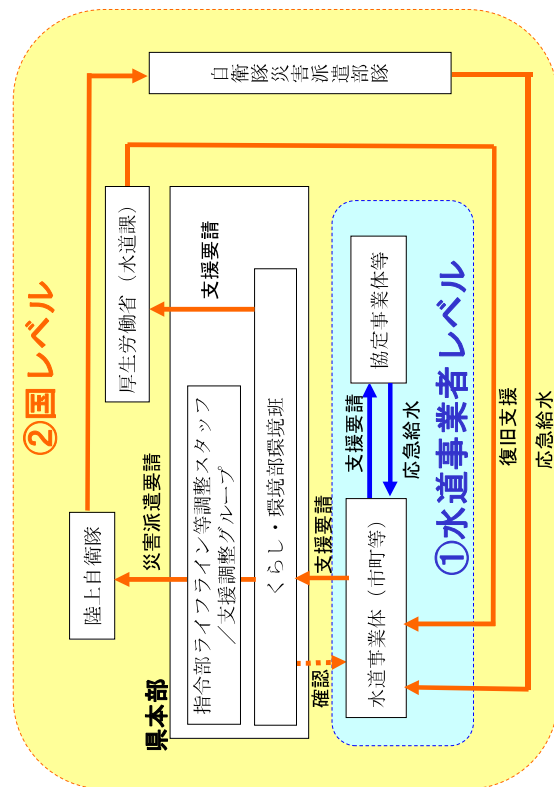 ②国レベル
陸上自衛隊
厚生労働省（水道課）
自衛隊災害派遣部隊
災害派遣要請
支援要請
県本部
指令部ライフライン等調整スタッフ
／支援調整グループ
くらし・環境部環境班
確認
支援要請
水道事業体（市町等）
支援要請
応急給水
協定事業体等
①水道事業者レベル
復旧支援
応急給水